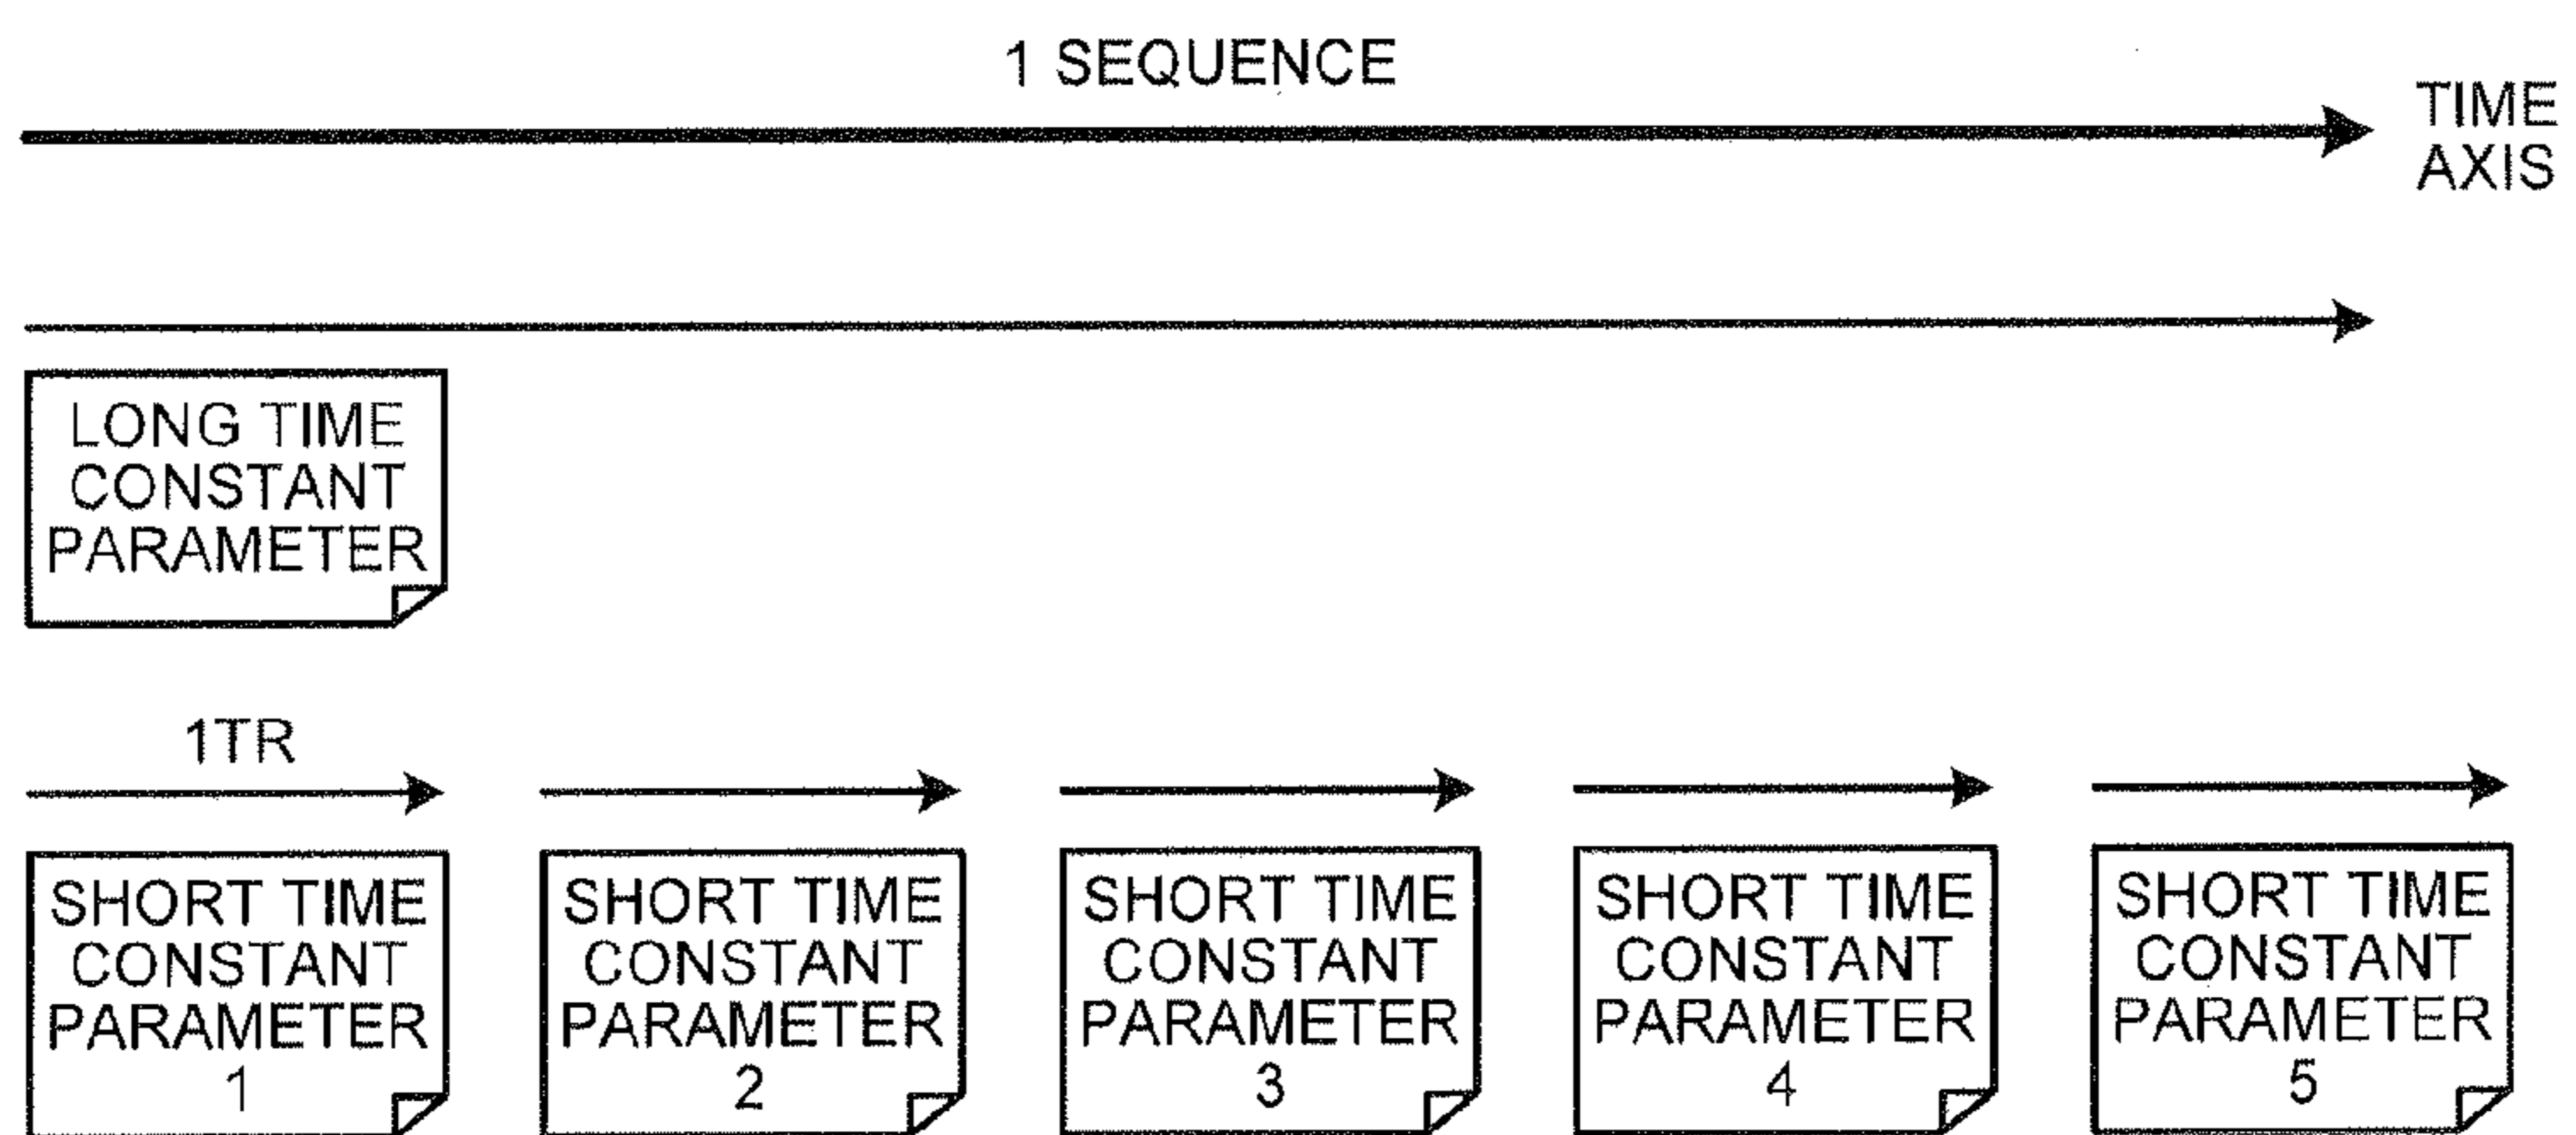 1 SEQUENCE
TIME
AXIS
LONG TIME
CONSTANT
PARAMETER
1TR
SHORT TIME
CONSTANT
PARAMETER
1
SHORT TIME
CONSTANT
PARAMETER
2
SHORT TIME
CONSTANT
PARAMETER
3
SHORT TIME
CONSTANT
PARAMETER
4
SHORT TIME
CONSTANT
PARAMETER
5